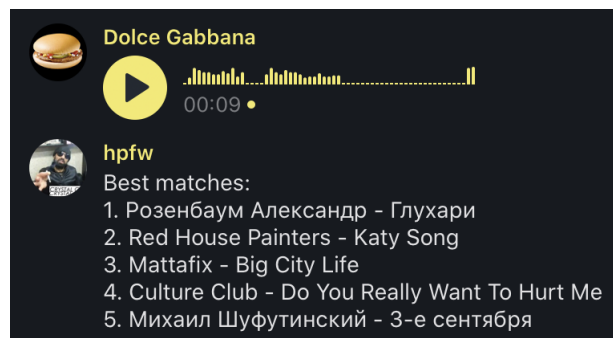 Dolce Gabbana
00:09
hpfw
Best matches:
1. Розенбаум Александр - Глухари
2. Red House Painters - Katy Song
3. Mattafix - Big City Life
4. Culture Club - Do You Really Want To Hurt Me
5. Михаил Шуфутинский - 3-е сентября